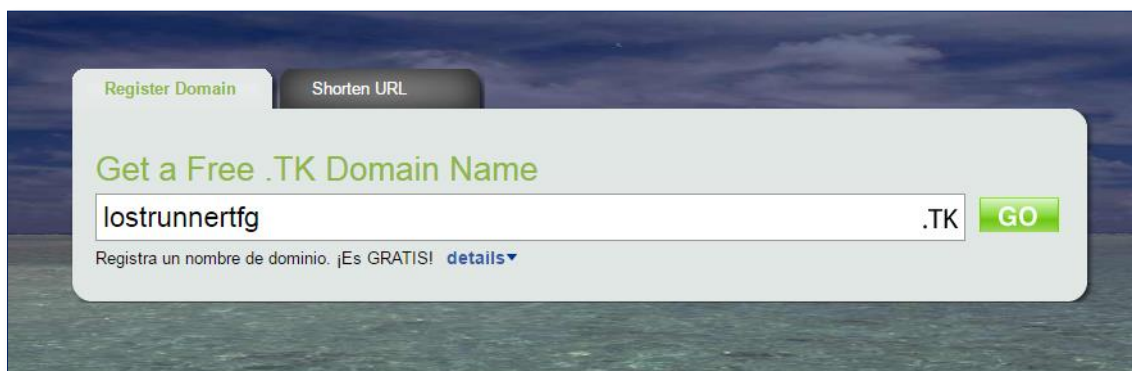 Register Domain
Shorten URL
Get a Free .TK Domain Name
lostrunnertfg .TK GO
Registra un nombre de dominio. ¡Es GRATIS! details